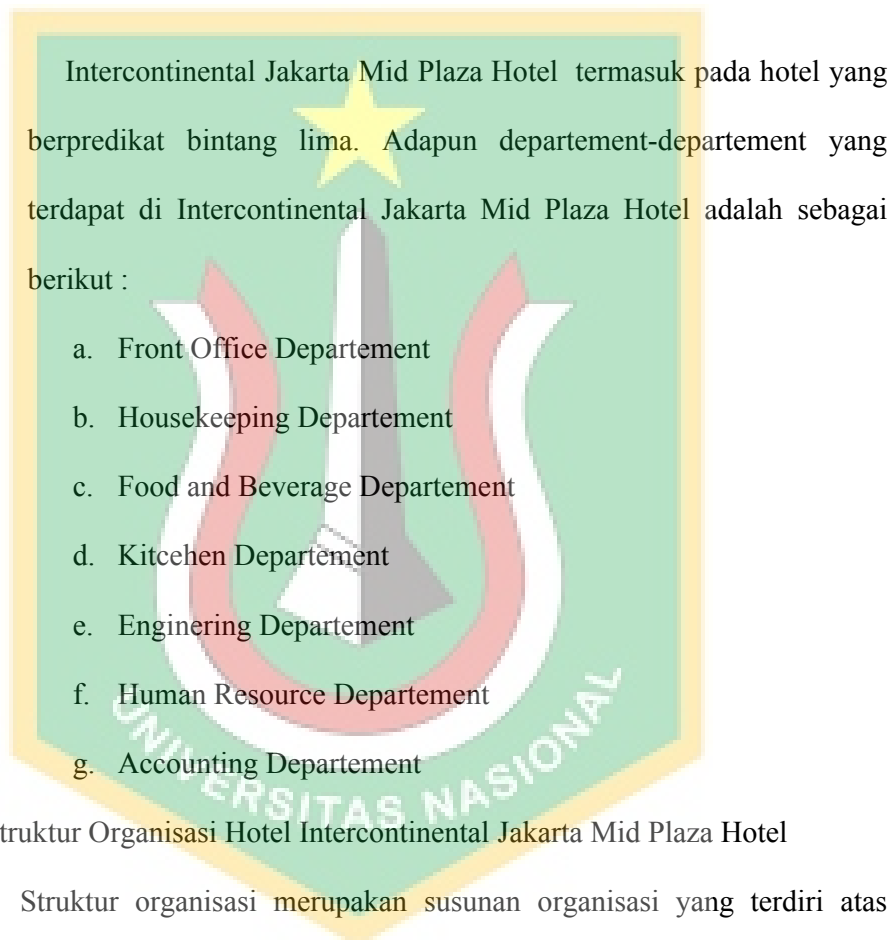 Intercontinental Jakarta Mid Plaza Hotel termasuk pada hotel yang
berpredikat bintang lima. Adapun departement-departement yang
terdapat di Intercontinental Jakarta Mid Plaza Hotel adalah sebagai
berikut :
a. Front Office Departement
b. Housekeeping Departement
c. Food and Beverage Departement
d. Kitcehen Departement
e. Enginering Departement
f. Human Resource Departement
g. Accounting Departement
UNIVERSITAS NASIONAL
truktur Organisasi Hotel Intercontinental Jakarta Mid Plaza Hotel
Struktur organisasi merupakan susunan organisasi yang terdiri atas